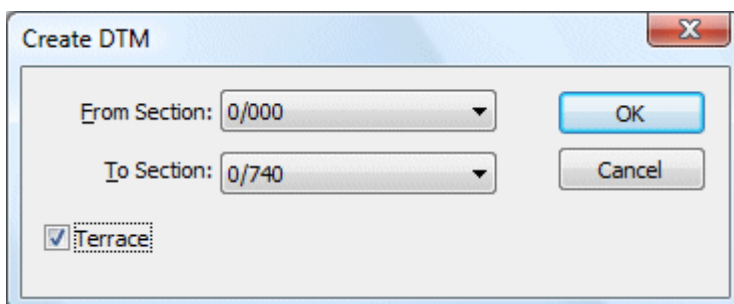 Create DTM
From Section: 0/000
OK
To Section: 0/740
Cancel
Terrace